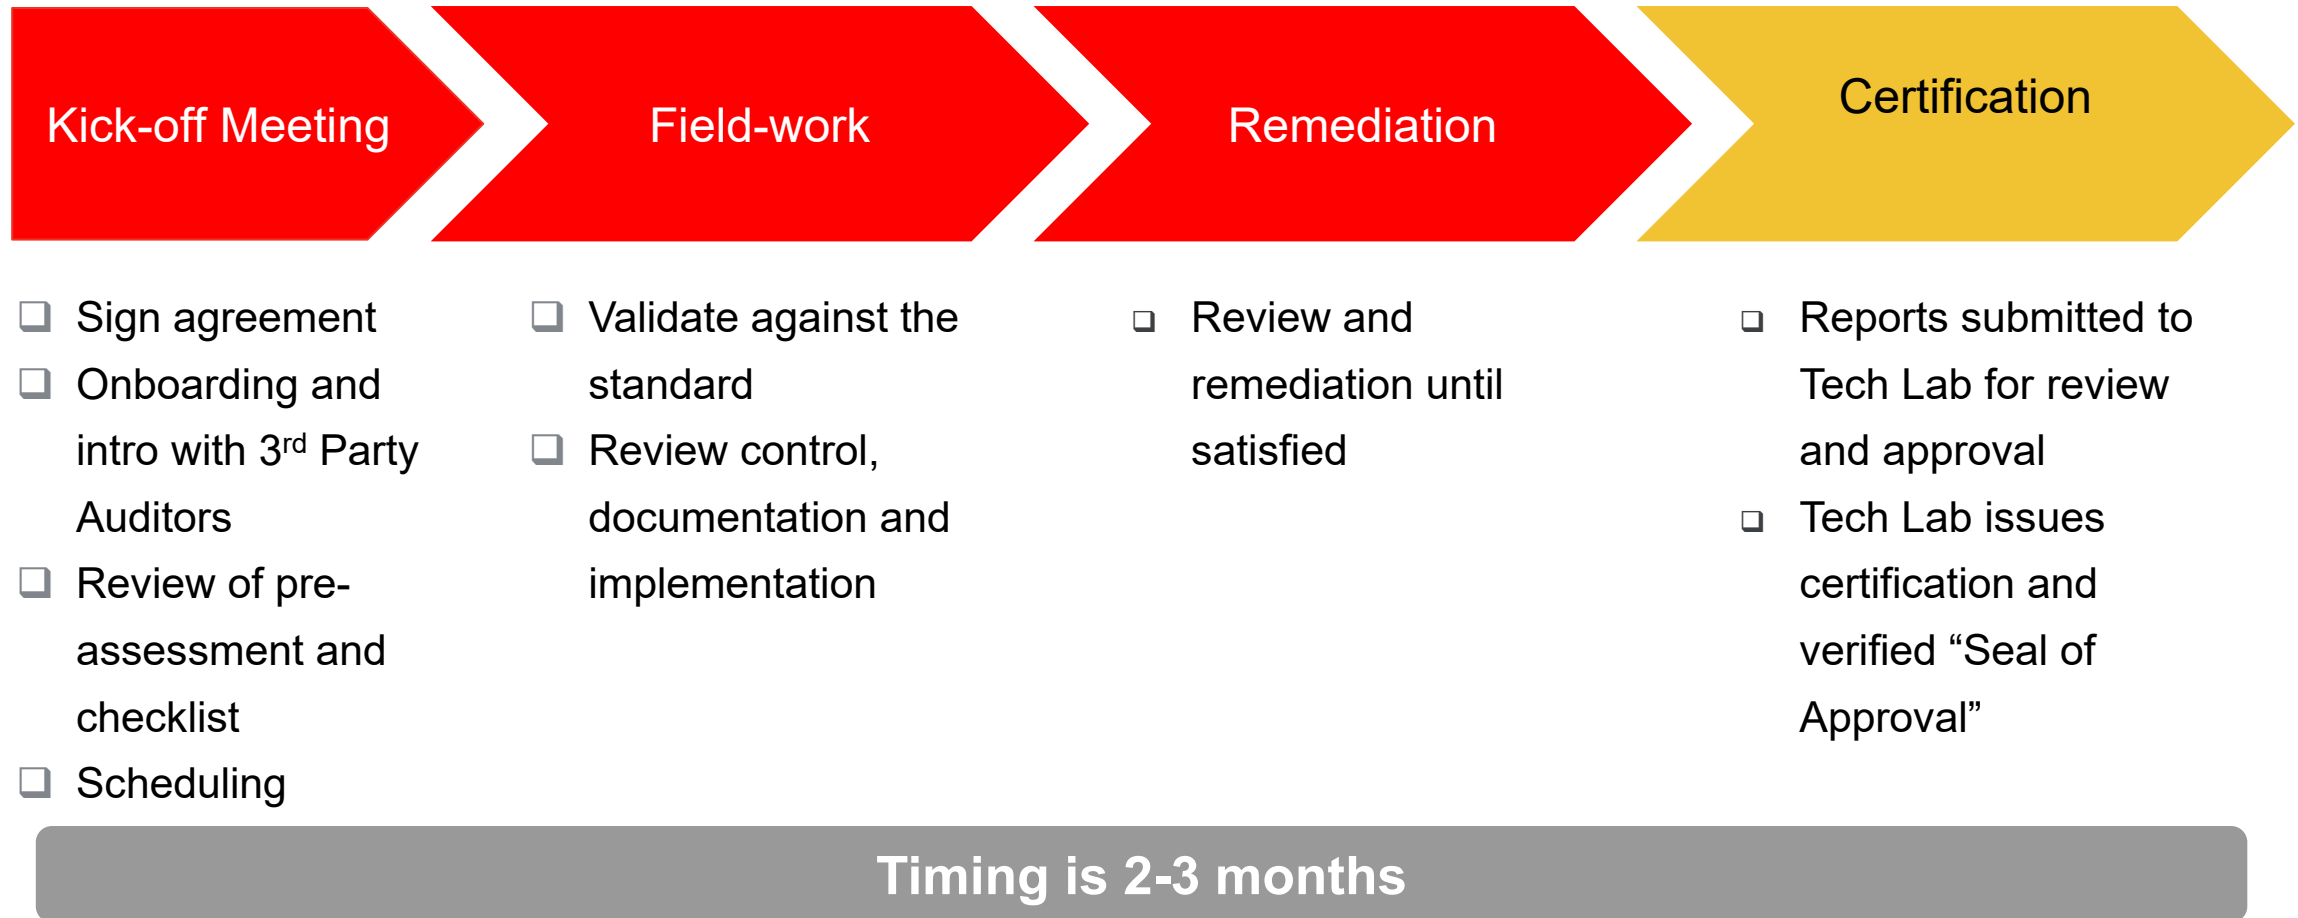 Kick-off Meeting
Field-work
Remediation
Certification
Sign agreement
Onboarding and
intro with 3rd Party
Auditors
Review of pre-
assessment and
checklist
Scheduling
Validate against the
standard
Review control,
documentation and
implementation
Review and
remediation until
satisfied
Reports submitted to
Tech Lab for review
and approval
Tech Lab issues
certification and
verified “Seal of
Approval”
Timing is 2-3 months